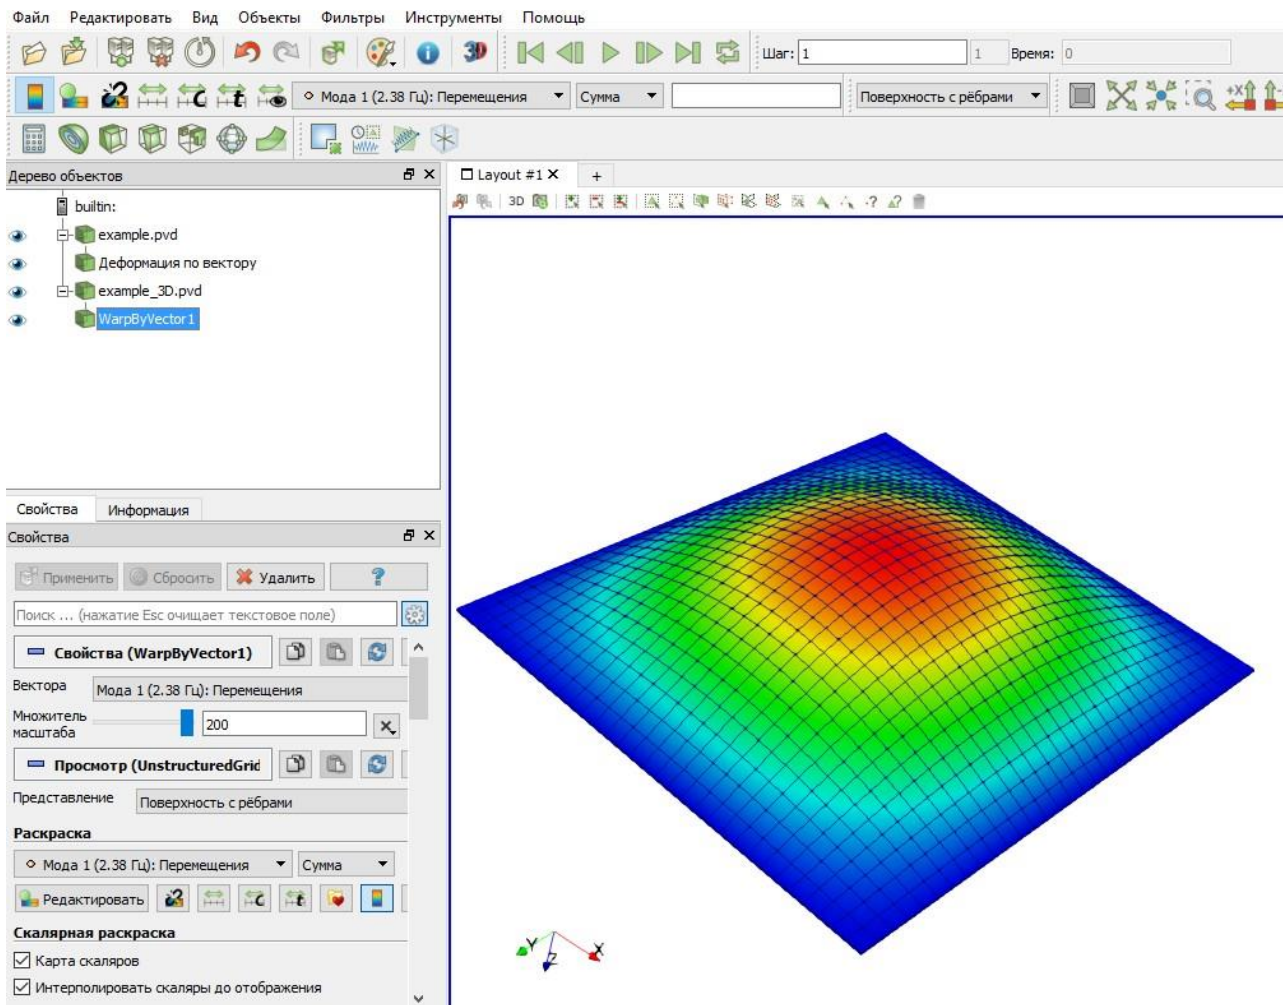 Файл Редактировать Вид Объекты Фильтры Инструменты Помощь
3D Шаг: 1 1 Время: 0
Мода 1 (2.38 Гц): Перемещения Сумма Поверхность с рёбрами +X
Дерево объектов Layout #1 +
3D
builtin:
example.pvd
Деформация по вектору
example_3D.pvd
WarpByVector1
Свойства Информация
Свойства
Применить Сбросить Удалить ?
Поиск ... (нажатие Esc очищает текстовое поле)
Свойства (WarpByVector1)
Вектора Мода 1 (2.38 Гц): Перемещения
Множитель масштаба 200
Просмотр (UnstructuredGrid
Представление Поверхность с рёбрами
Раскраска
Мода 1 (2.38 Гц): Перемещения Сумма
Редактировать
Скалярная раскраска
Карта скаляров
Интерполировать скаляры до отображения
Y Z X